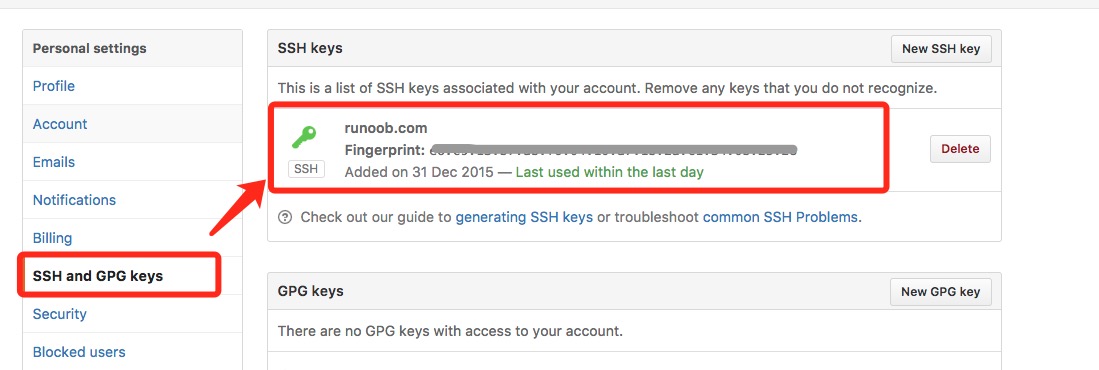 Personal settings
Profile
Account
Emails
Notifications
Billing
SSH and GPG keys
Security
Blocked users
SSH keys
New SSH key
This is a list of SSH keys associated with your account. Remove any keys that you do not recognize.
runoob.com
Fingerprint:
SSH
Added on 31 Dec 2015 — Last used within the last day
Delete
Check out our guide to generating SSH keys or troubleshoot common SSH Problems.
GPG keys
New GPG key
There are no GPG keys with access to your account.